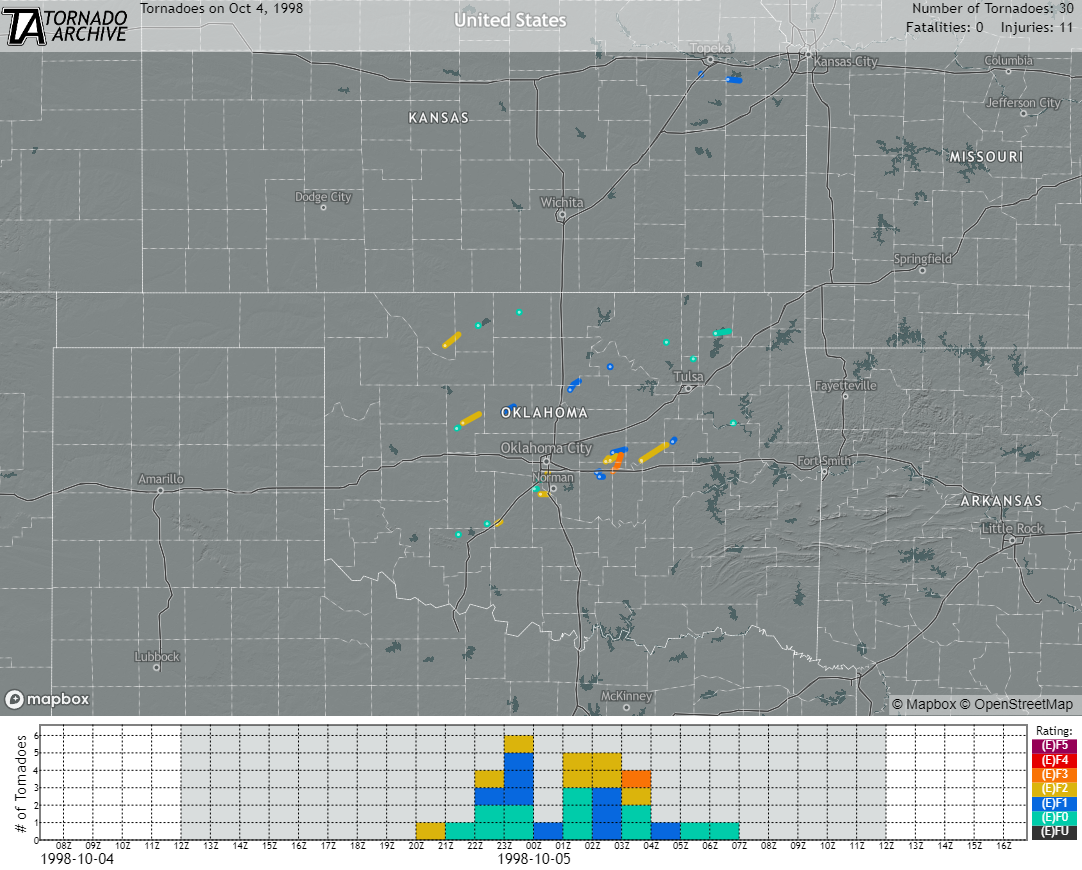 TORNADO
ARCHIVE
Tornadoes on Oct 4, 1998
United States
Number of Tornadoes: 30
Fatalities: 0 Injuries: 11
Topeka
Kansas City
Columbia
Jefferson City
KANSAS
MISSOURI
Dodge City
Wichita
Springfield
Tulsa
Fayetteville
OKLAHOMA
Oklahoma City
Fort Smith
Amarillo
Norman
ARKANSAS
Little Rock
Lubbock
McKinney
mapbox
© Mapbox © OpenStreetMap
# of Tornadoes
6
5
4
3
2
1
0
08Z 09Z 10Z 11Z 12Z 13Z 14Z 15Z 16Z 17Z 18Z 19Z 20Z 21Z 22Z 23Z 00Z 01Z 02Z 03Z 04Z 05Z 06Z 07Z 08Z 09Z 10Z 11Z 12Z 13Z 14Z 15Z 16Z
1998-10-04 1998-10-05
Rating:
(E)F5
(E)F4
(E)F3
(E)F2
(E)F1
(E)F0
(E)FU